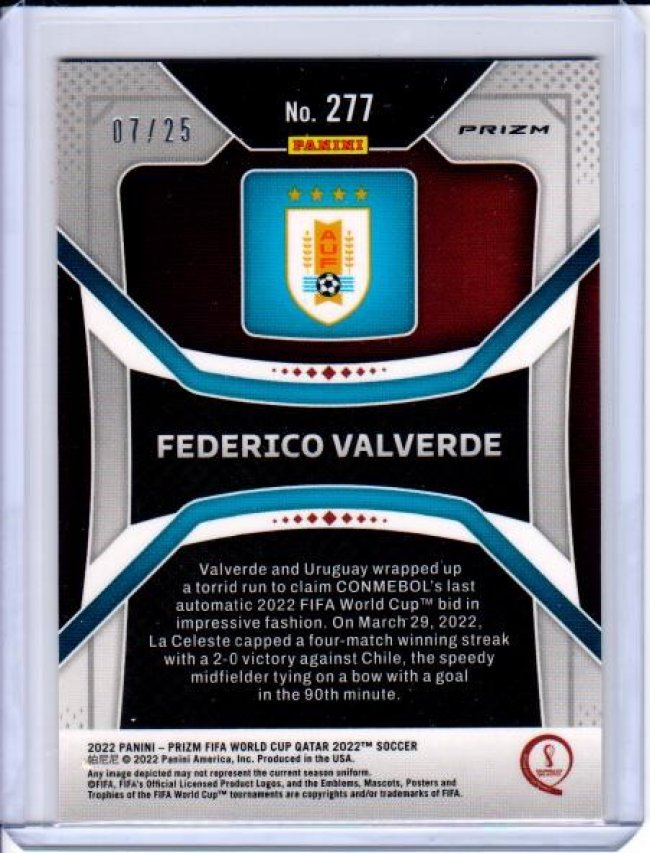 No. 277
07/25
PANINI
PRIZM
AUF
FEDERICO VALVERDE
Valverde and Uruguay wrapped up
a torrid run to claim CONMEBOL's last
automatic 2022 FIFA World Cup™ bid in
impressive fashion. On March 29, 2022,
La Celeste capped a four-match winning streak
with a 2-0 victory against Chile, the speedy
midfielder tying on a bow with a goal
in the 90th minute.
2022 PANINI – PRIZM FIFA WORLD CUP QATAR 2022™ SOCCER
帕尼尼 © 2022 Panini America, Inc. Produced in the USA.
Any image depicted may not represent the current season uniform.
©FIFA, FIFA's Official Licensed Product Logos, and the Emblems, Mascots, Posters and
Trophies of the FIFA World Cup™ tournaments are copyrights and/or trademarks of FIFA.